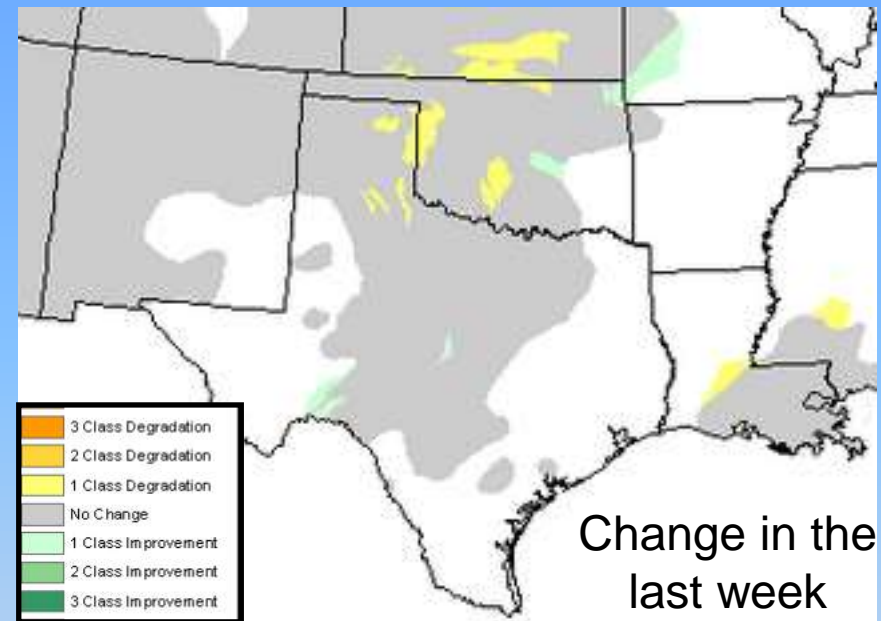 3 Class Degradation
2 Class Degradation
1 Class Degradation
No Change
1 Class Improvement
2 Class Improvement
3 Class Improvement
Change in the
last week